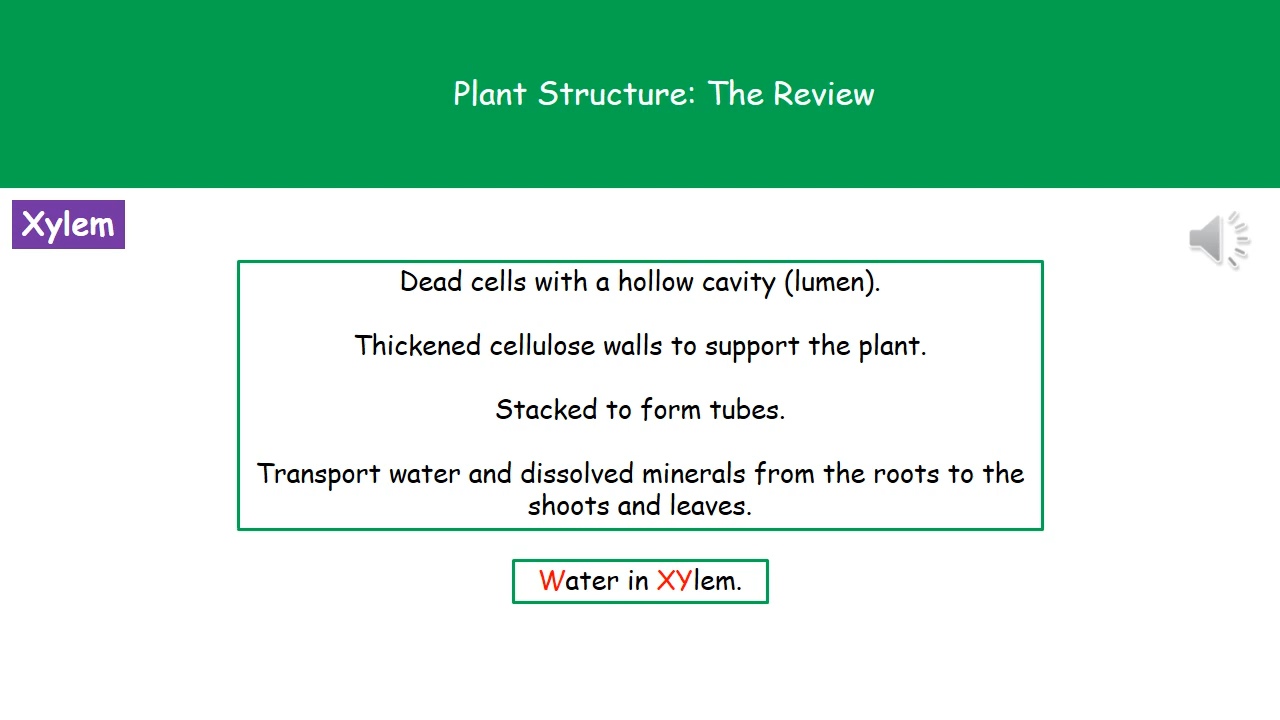 Plant Structure: The Review
Xylem
Dead cells with a hollow cavity (lumen).
Thickened cellulose walls to support the plant.
Stacked to form tubes.
Transport water and dissolved minerals from the roots to the
shoots and leaves.
Water in XYlem.